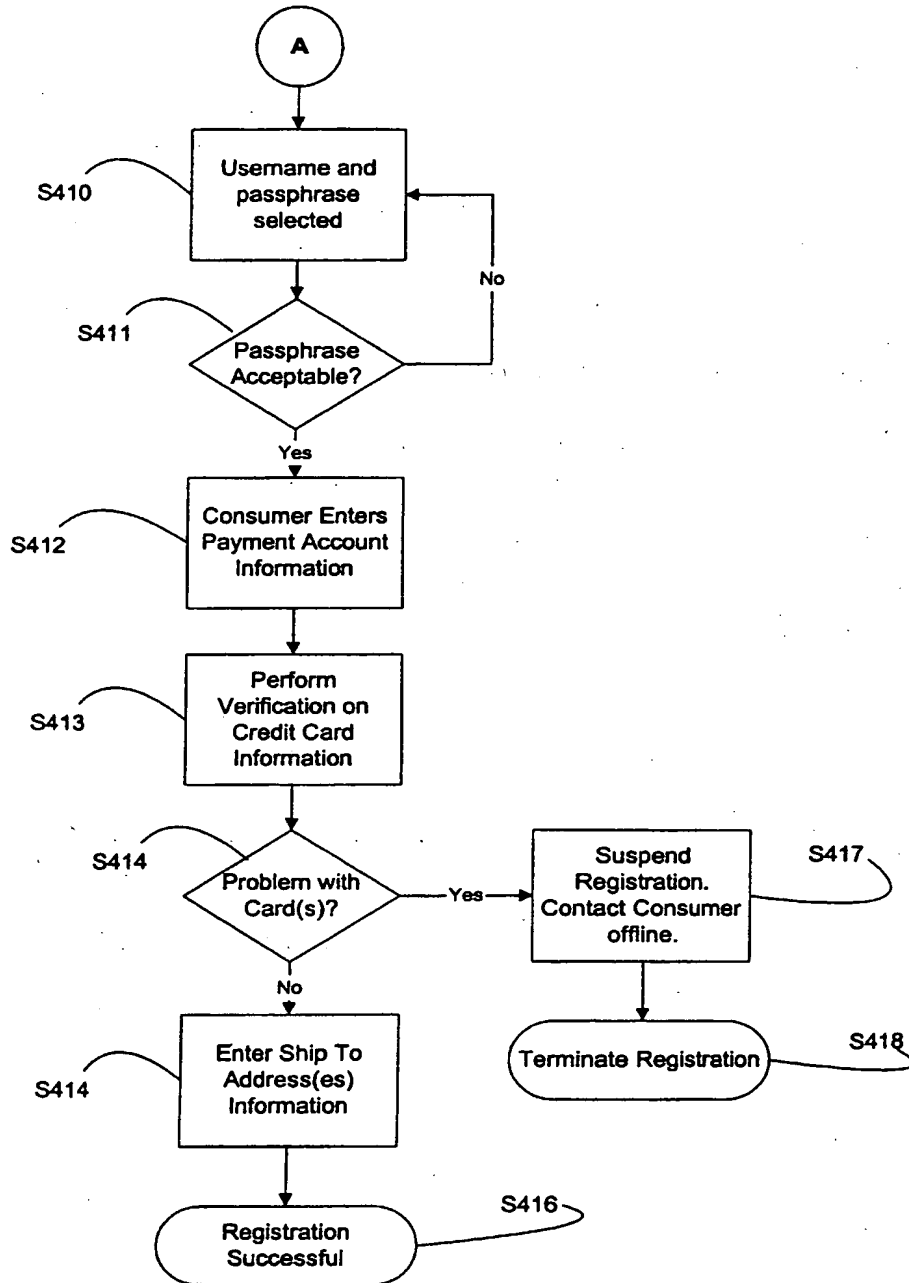 A
Username and
passphrase
selected
S410
No
S411
Passphrase
Acceptable?
Yes
Consumer Enters
Payment Account
Information
S412
Perform
Verification on
Credit Card
Information
S413
S414
Problem with
Card(s)?
Yes
Suspend
Registration.
Contact Consumer
offline.
S417
No
Enter Ship To
Address(es)
Information
S414
Terminate Registration
S418
Registration
Successful
S416